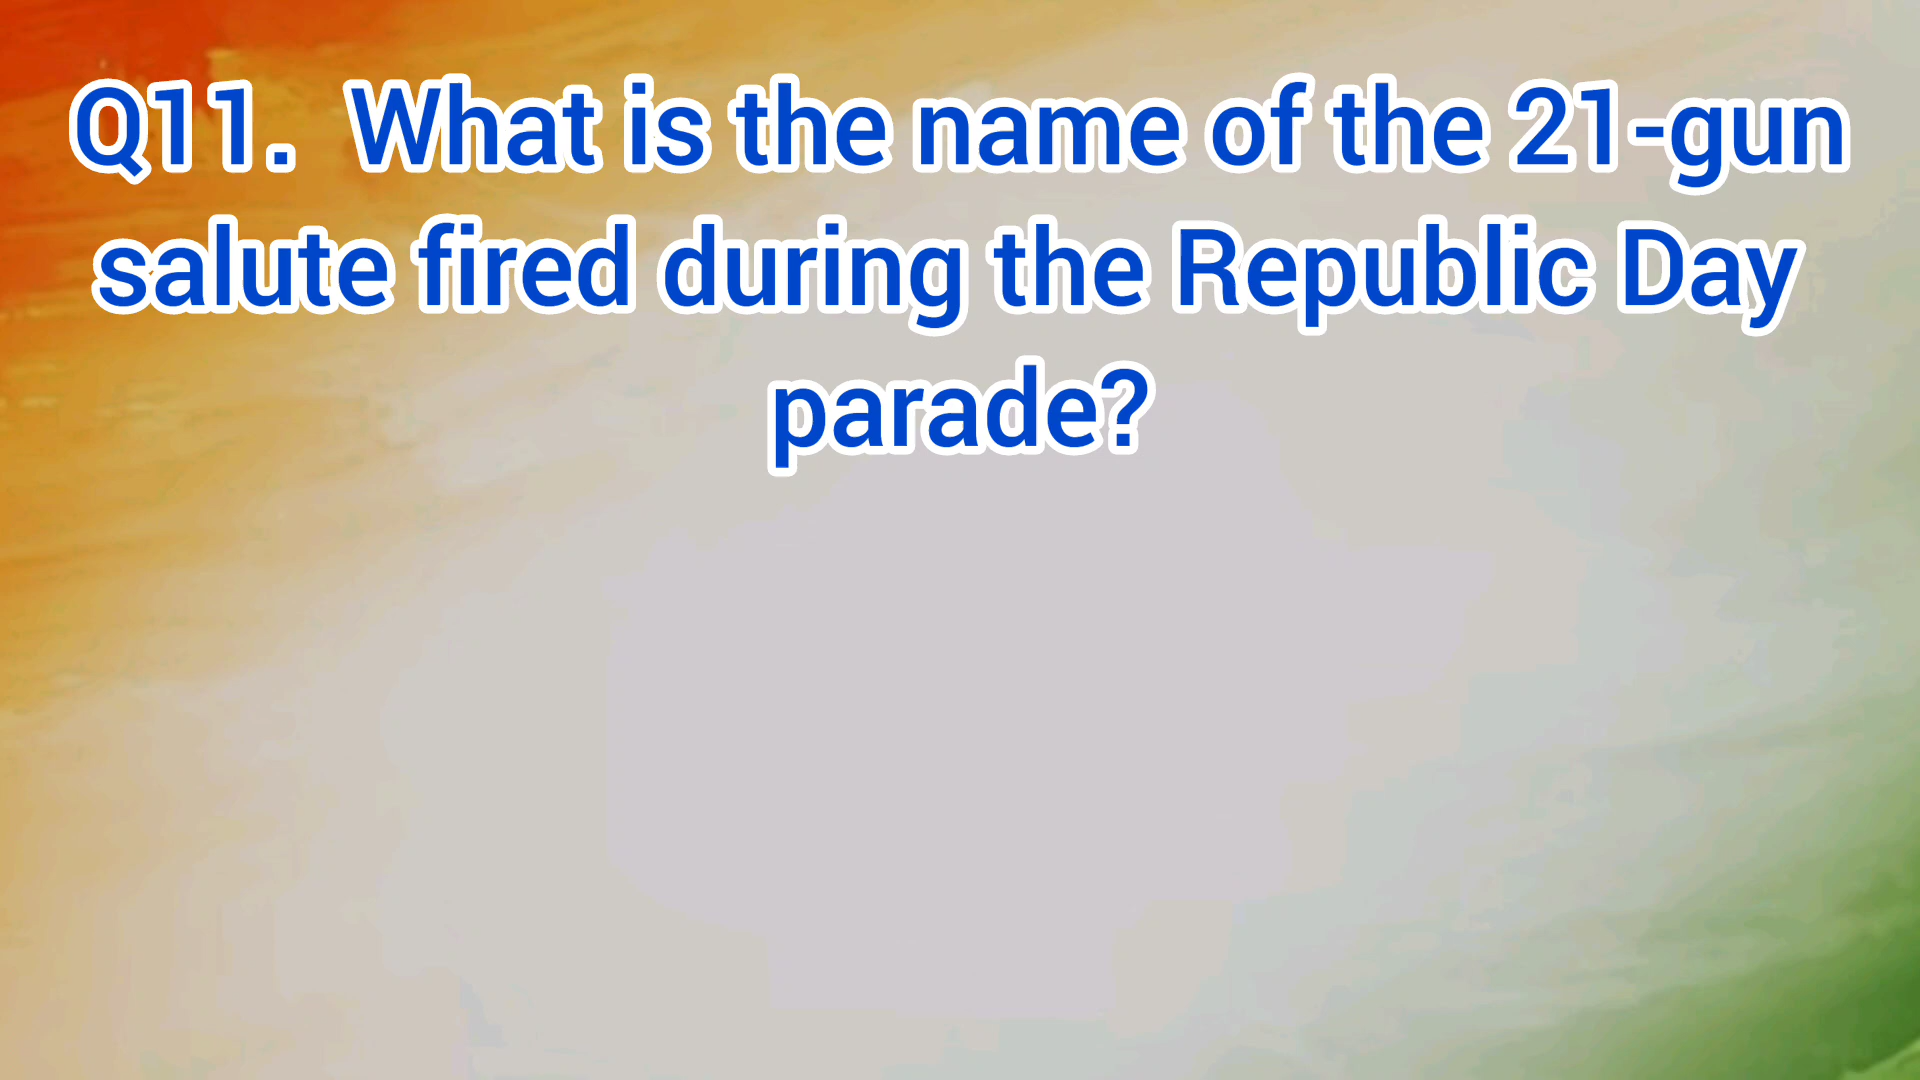 Q11. What is the name of the 21-gun
salute fired during the Republic Day
parade?